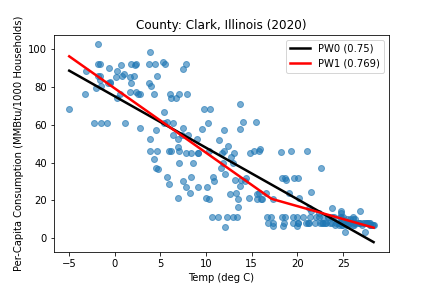 County: Clark, Illinois (2020)
PW0 (0.75)
PW1 (0.769)
Per-Capita Consumption (MMBtu/1000 Households)
100
80
60
40
20
0
−5
0
5
10
15
20
25
Temp (deg C)